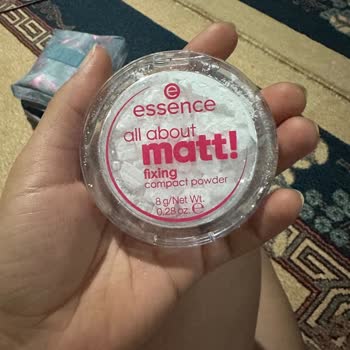 e
essence
all about
matt!
fixing
compact powder
8 g/Net Wt.
0.28 oz. ℮